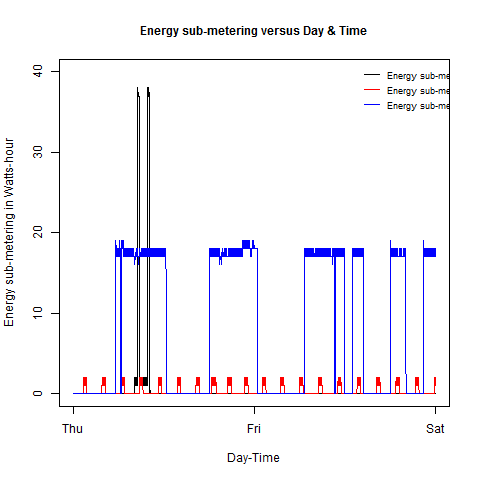 Energy sub-metering versus Day & Time
Energy sub-metering in Watts-hour
40
30
20
10
0
Energy sub-me
Energy sub-me
Energy sub-me
Thu
Fri
Sat
Day-Time